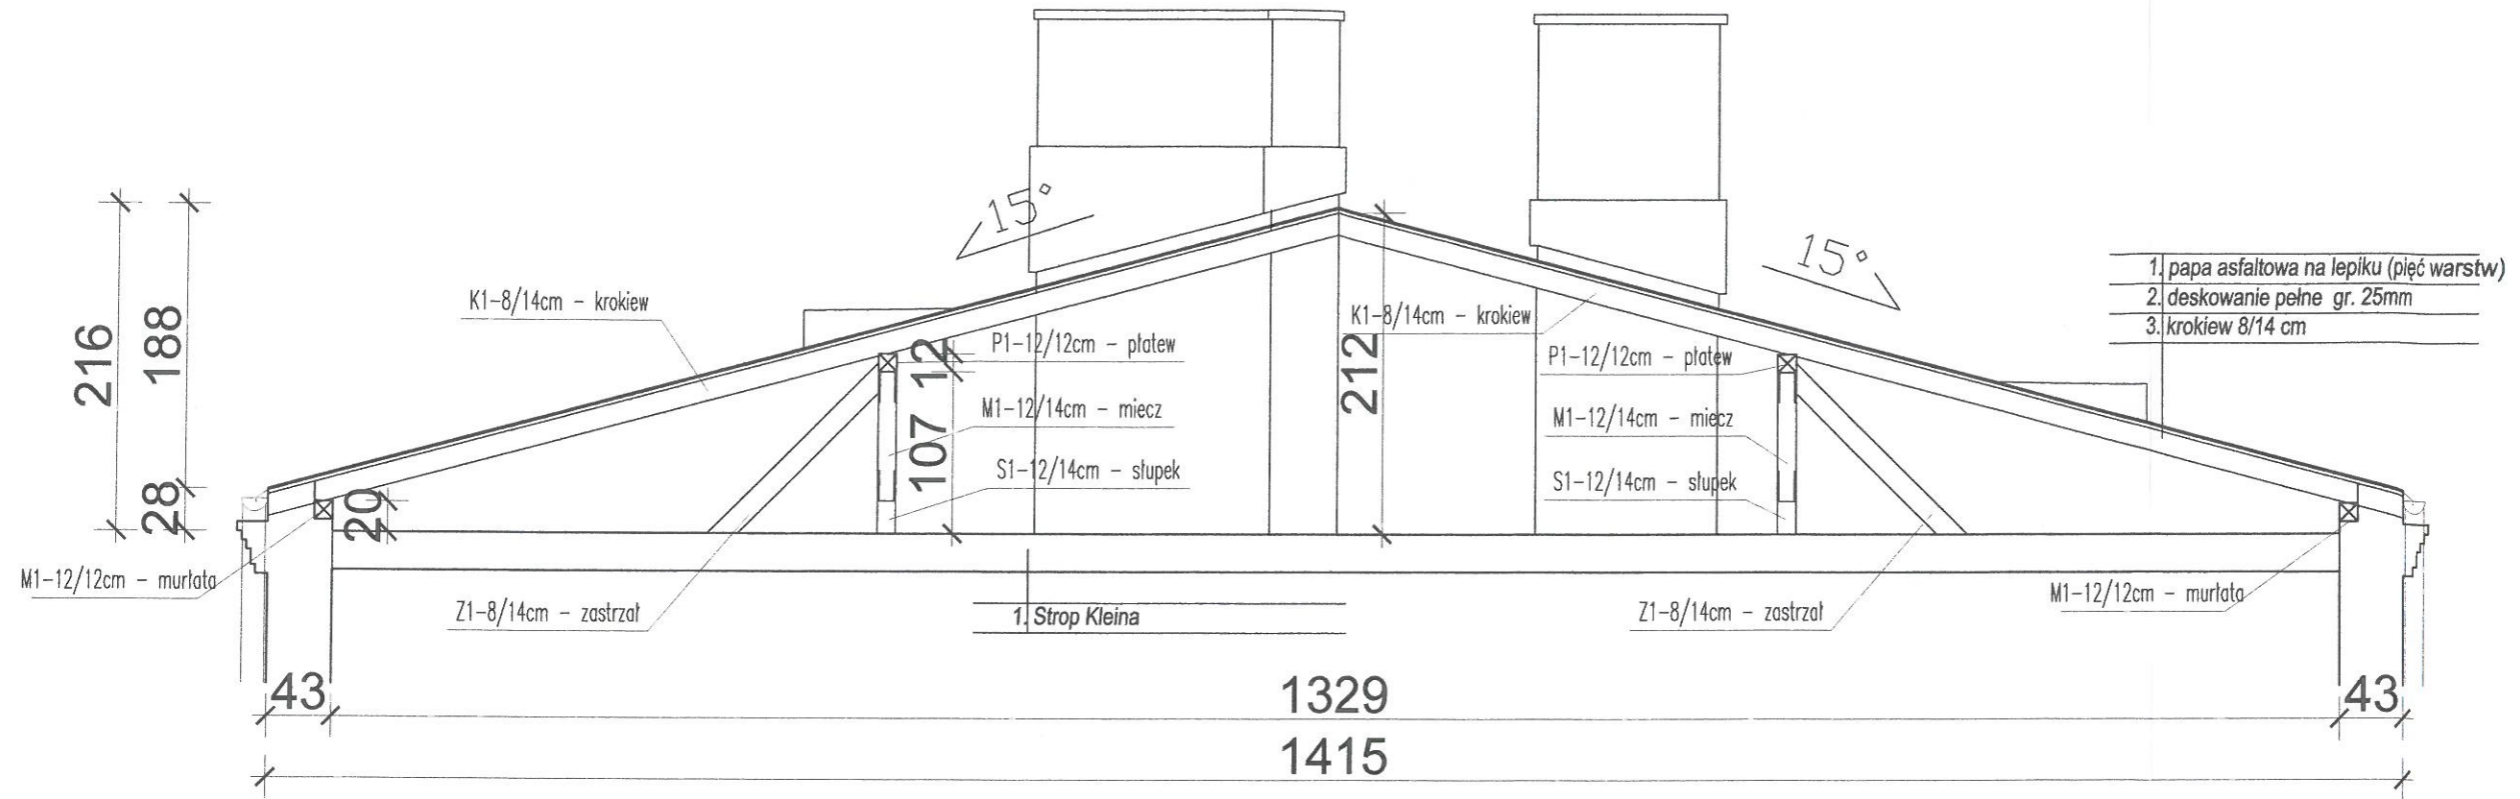 15°
15°
1. papa asfaltowa na lepiku (pięć warstw)
2. deskowanie pełne gr. 25mm
3. krokiew 8/14 cm
K1-8/14cm - krokiew
K1-8/14cm - krokiew
P1-12/12cm - płatew
P1-12/12cm - płatew
M1-12/14cm - miecz
M1-12/14cm - miecz
S1-12/14cm - słupek
S1-12/14cm - słupek
216
188
28
20
12
107
212
M1-12/12cm - murłata
M1-12/12cm - murłata
Z1-8/14cm - zastrzał
Z1-8/14cm - zastrzał
1. Strop Kleina
43
1329
43
1415